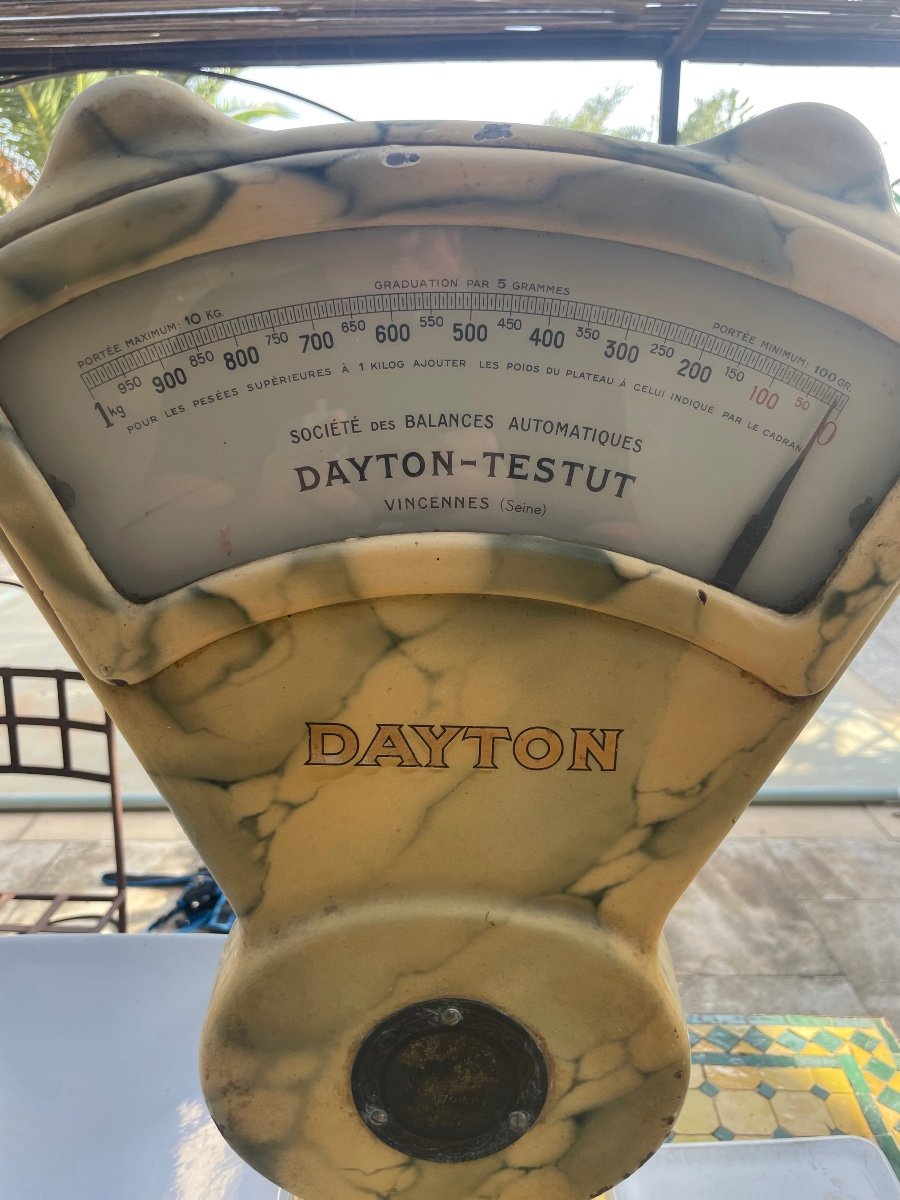 GRADUATION PAR 5 GRAMMES
PORTÉE MAXIMUM: 10 KG.
PORTÉE MINIMUM: 100 GR.
1kg 950 900 850 800 750 700 650 600 550 500 450 400 350 300 250 200 150 100 50 0
POUR LES PESÉES SUPÉRIEURES À 1 KILOG AJOUTER LES POIDS DU PLATEAU À CELUI INDIQUÉ PAR LE CADRAN
SOCIÉTÉ DES BALANCES AUTOMATIQUES
DAYTON-TESTUT
VINCENNES (Seine)
DAYTON